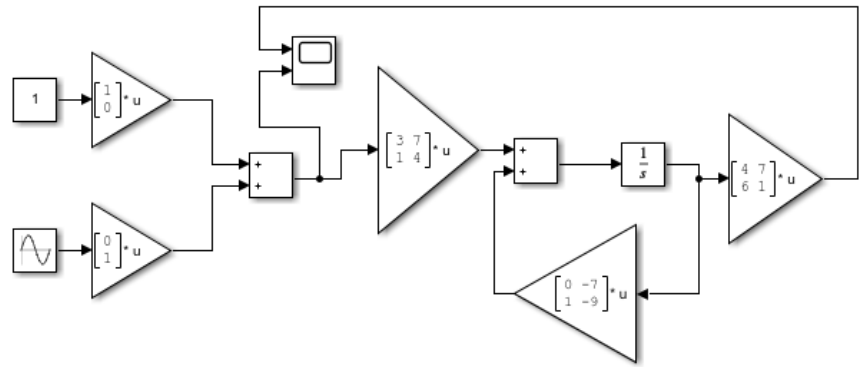 1
[1
0]* u
+
+
[0
1]* u
[3 7
1 4]* u
+
+
1
s
[4 7
6 1]* u
[0 -7
1 -9]* u